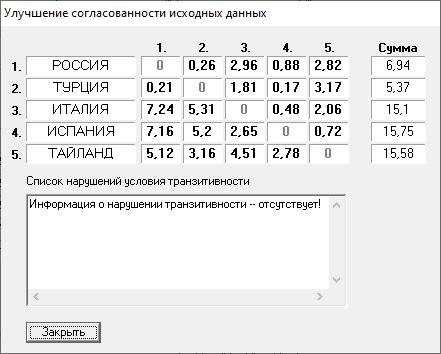 Улучшение согласованности исходных данных
1. 2. 3. 4. 5. Сумма
1. РОССИЯ 0 0,26 2,96 0,88 2,82 6,94
2. ТУРЦИЯ 0,21 0 1,81 0,17 3,17 5,37
3. ИТАЛИЯ 7,24 5,31 0 0,48 2,06 15,1
4. ИСПАНИЯ 7,16 5,2 2,65 0 0,72 15,75
5. ТАЙЛАНД 5,12 3,16 4,51 2,78 0 15,58
Список нарушений условия транзитивности
Информация о нарушении транзитивности -- отсутствует!
Закрыть